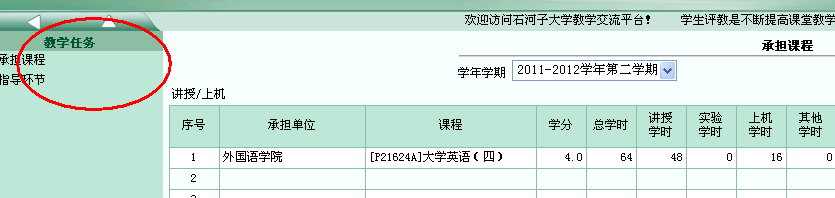 欢迎访问石河子大学教学交流平台！ 学生评教是不断提高课堂教学
教学任务
承担课程
指导环节
承担课程
学年学期 2011-2012学年第二学期
讲授/上机
序号 承担单位 课程 学分 总学时 讲授学时 实验学时 上机学时 其他学时
1 外国语学院 [P21624A]大学英语（四） 4.0 64 48 0 16 0
2